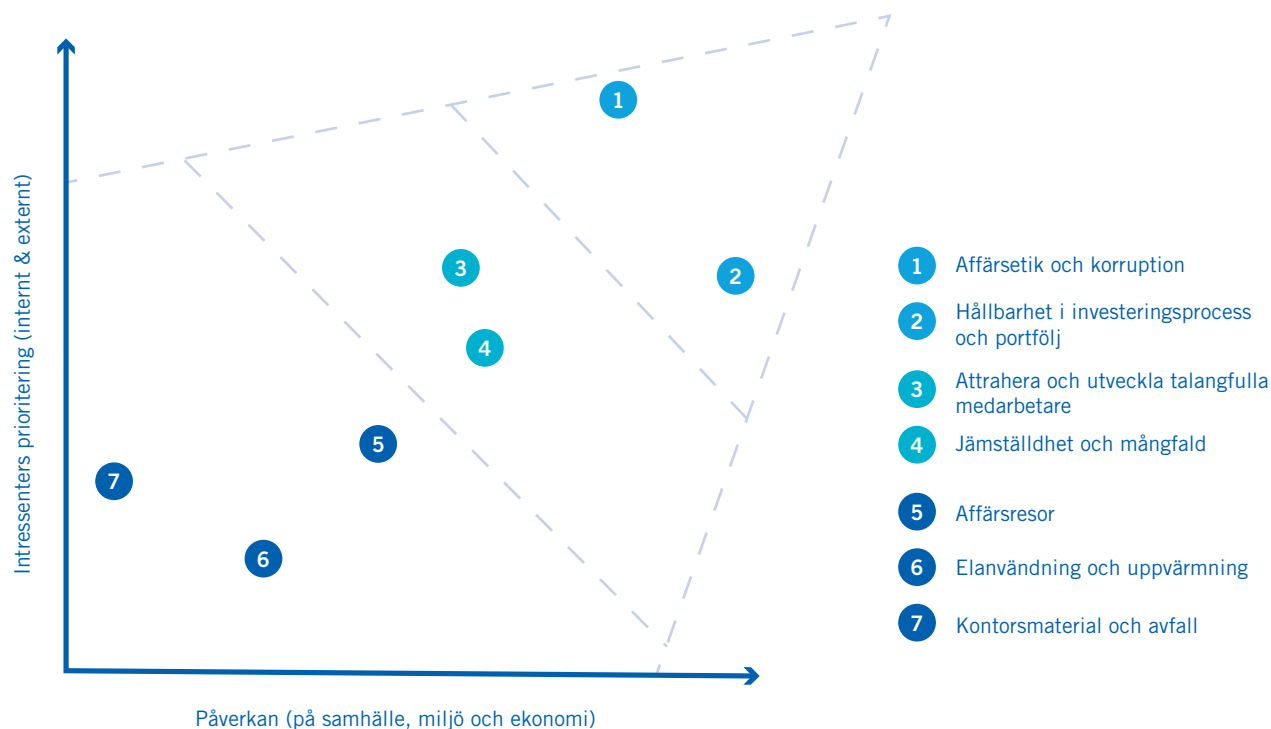 Intressenters prioritering (internt & externt)
1
3
2
4
5
7
6
Påverkan (på samhälle, miljö och ekonomi)
1 Affärsetik och korruption
2 Hållbarhet i investeringsprocess
och portfölj
3 Attrahera och utveckla talangfulla
medarbetare
4 Jämställdhet och mångfald
5 Affärsresor
6 Elanvändning och uppvärmning
7 Kontorsmaterial och avfall